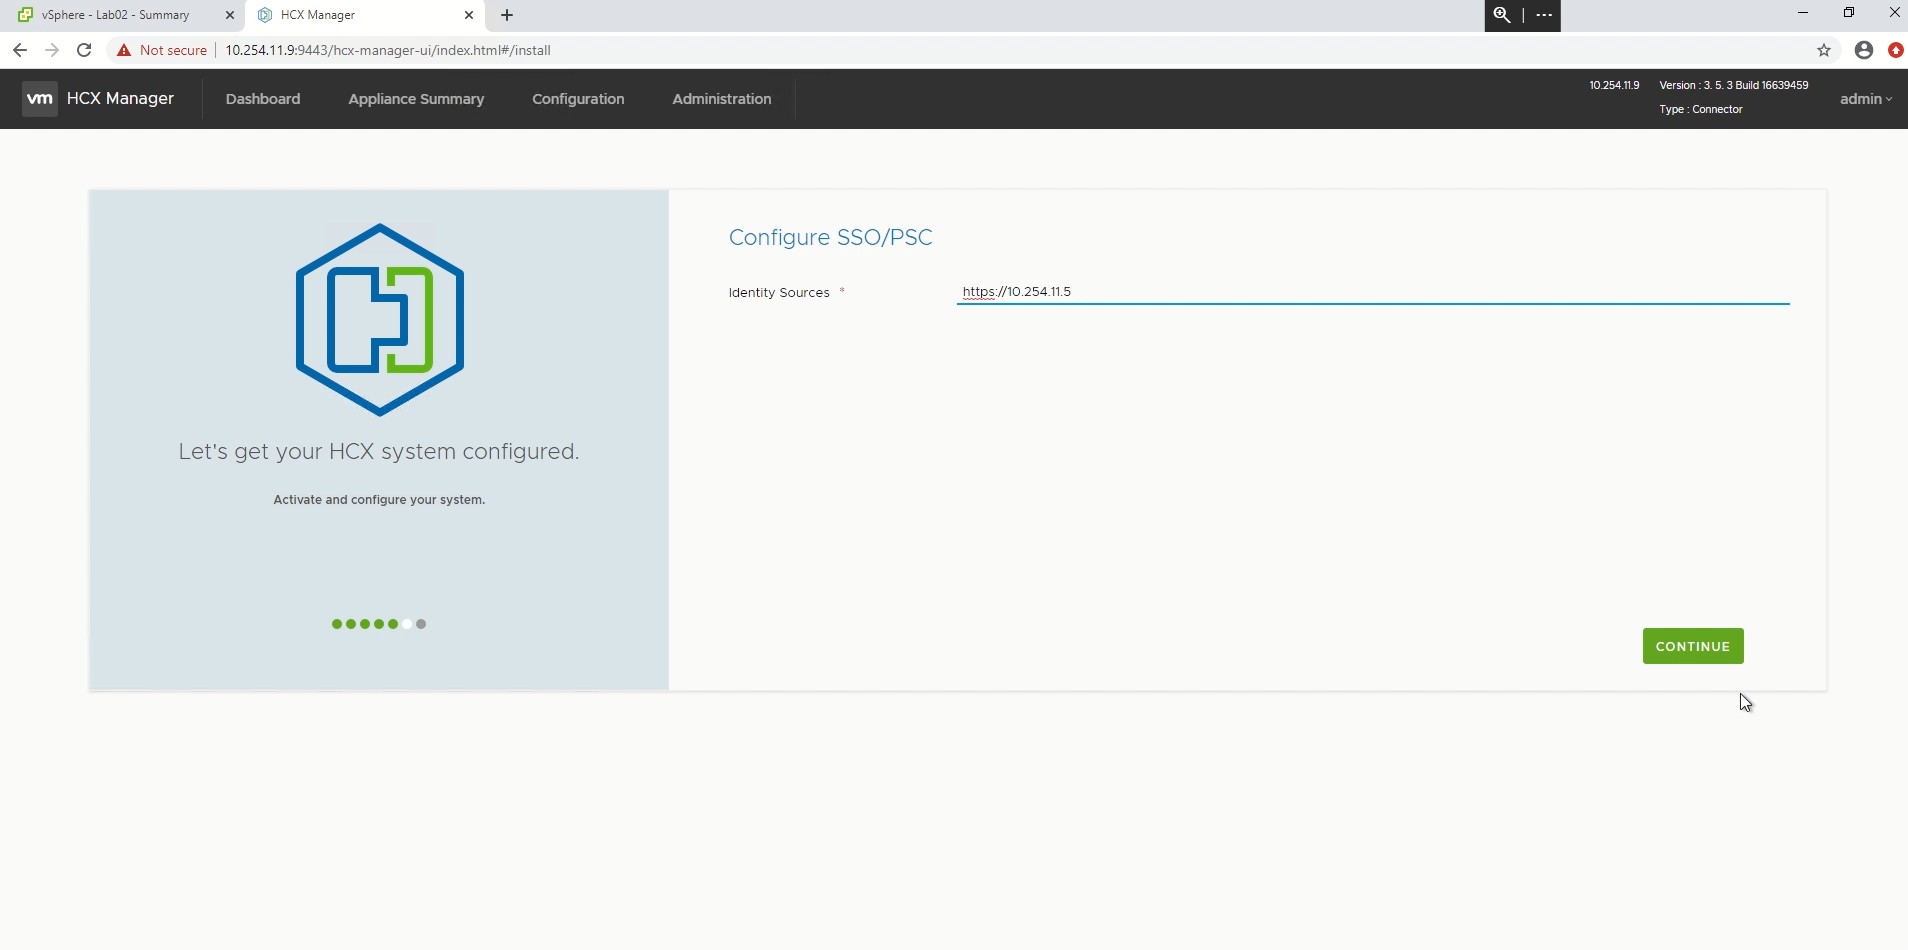 vSphere - Lab02 - Summary
HCX Manager
Not secure
10.254.11.9:9443/hcx-manager-ui/index.html#/install
vm
HCX Manager
Dashboard
Appliance Summary
Configuration
Administration
10.254.11.9
Version : 3. 5. 3 Build 16639459
Type : Connector
admin
Configure SSO/PSC
Identity Sources *
https://10.254.11.5
Let's get your HCX system configured.
Activate and configure your system.
CONTINUE